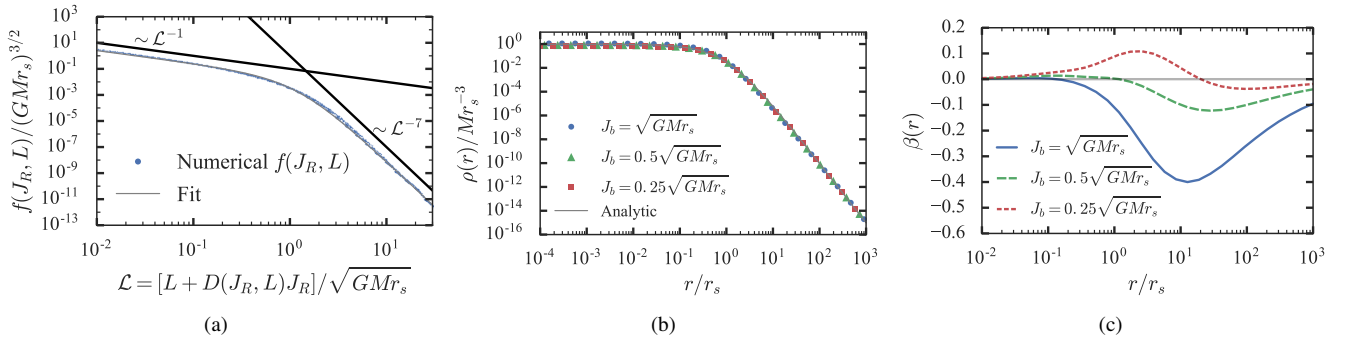 10^3
10^1
10^-1
10^-3
10^-5
10^-7
10^-9
10^-11
10^-13
f(J_R, L)/(GMr_s)^{3/2}
∼ 𝓛^-1
∼ 𝓛^-7
Numerical f(J_R, L)
Fit
10^-2 10^-1 10^0 10^1
𝓛 = [L + D(J_R, L)J_R]/√GMr_s
(a)
10^0
10^-2
10^-4
10^-6
10^-8
10^-10
10^-12
10^-14
10^-16
ρ(r)/Mr_s^-3
J_b = √GMr_s
J_b = 0.5√GMr_s
J_b = 0.25√GMr_s
Analytic
10^-4 10^-3 10^-2 10^-1 10^0 10^1 10^2 10^3
r/r_s
(b)
0.2
0.1
0.0
−0.1
−0.2
−0.3
−0.4
−0.5
−0.6
β(r)
J_b = √GMr_s
J_b = 0.5√GMr_s
J_b = 0.25√GMr_s
10^-2 10^-1 10^0 10^1 10^2 10^3
r/r_s
(c)